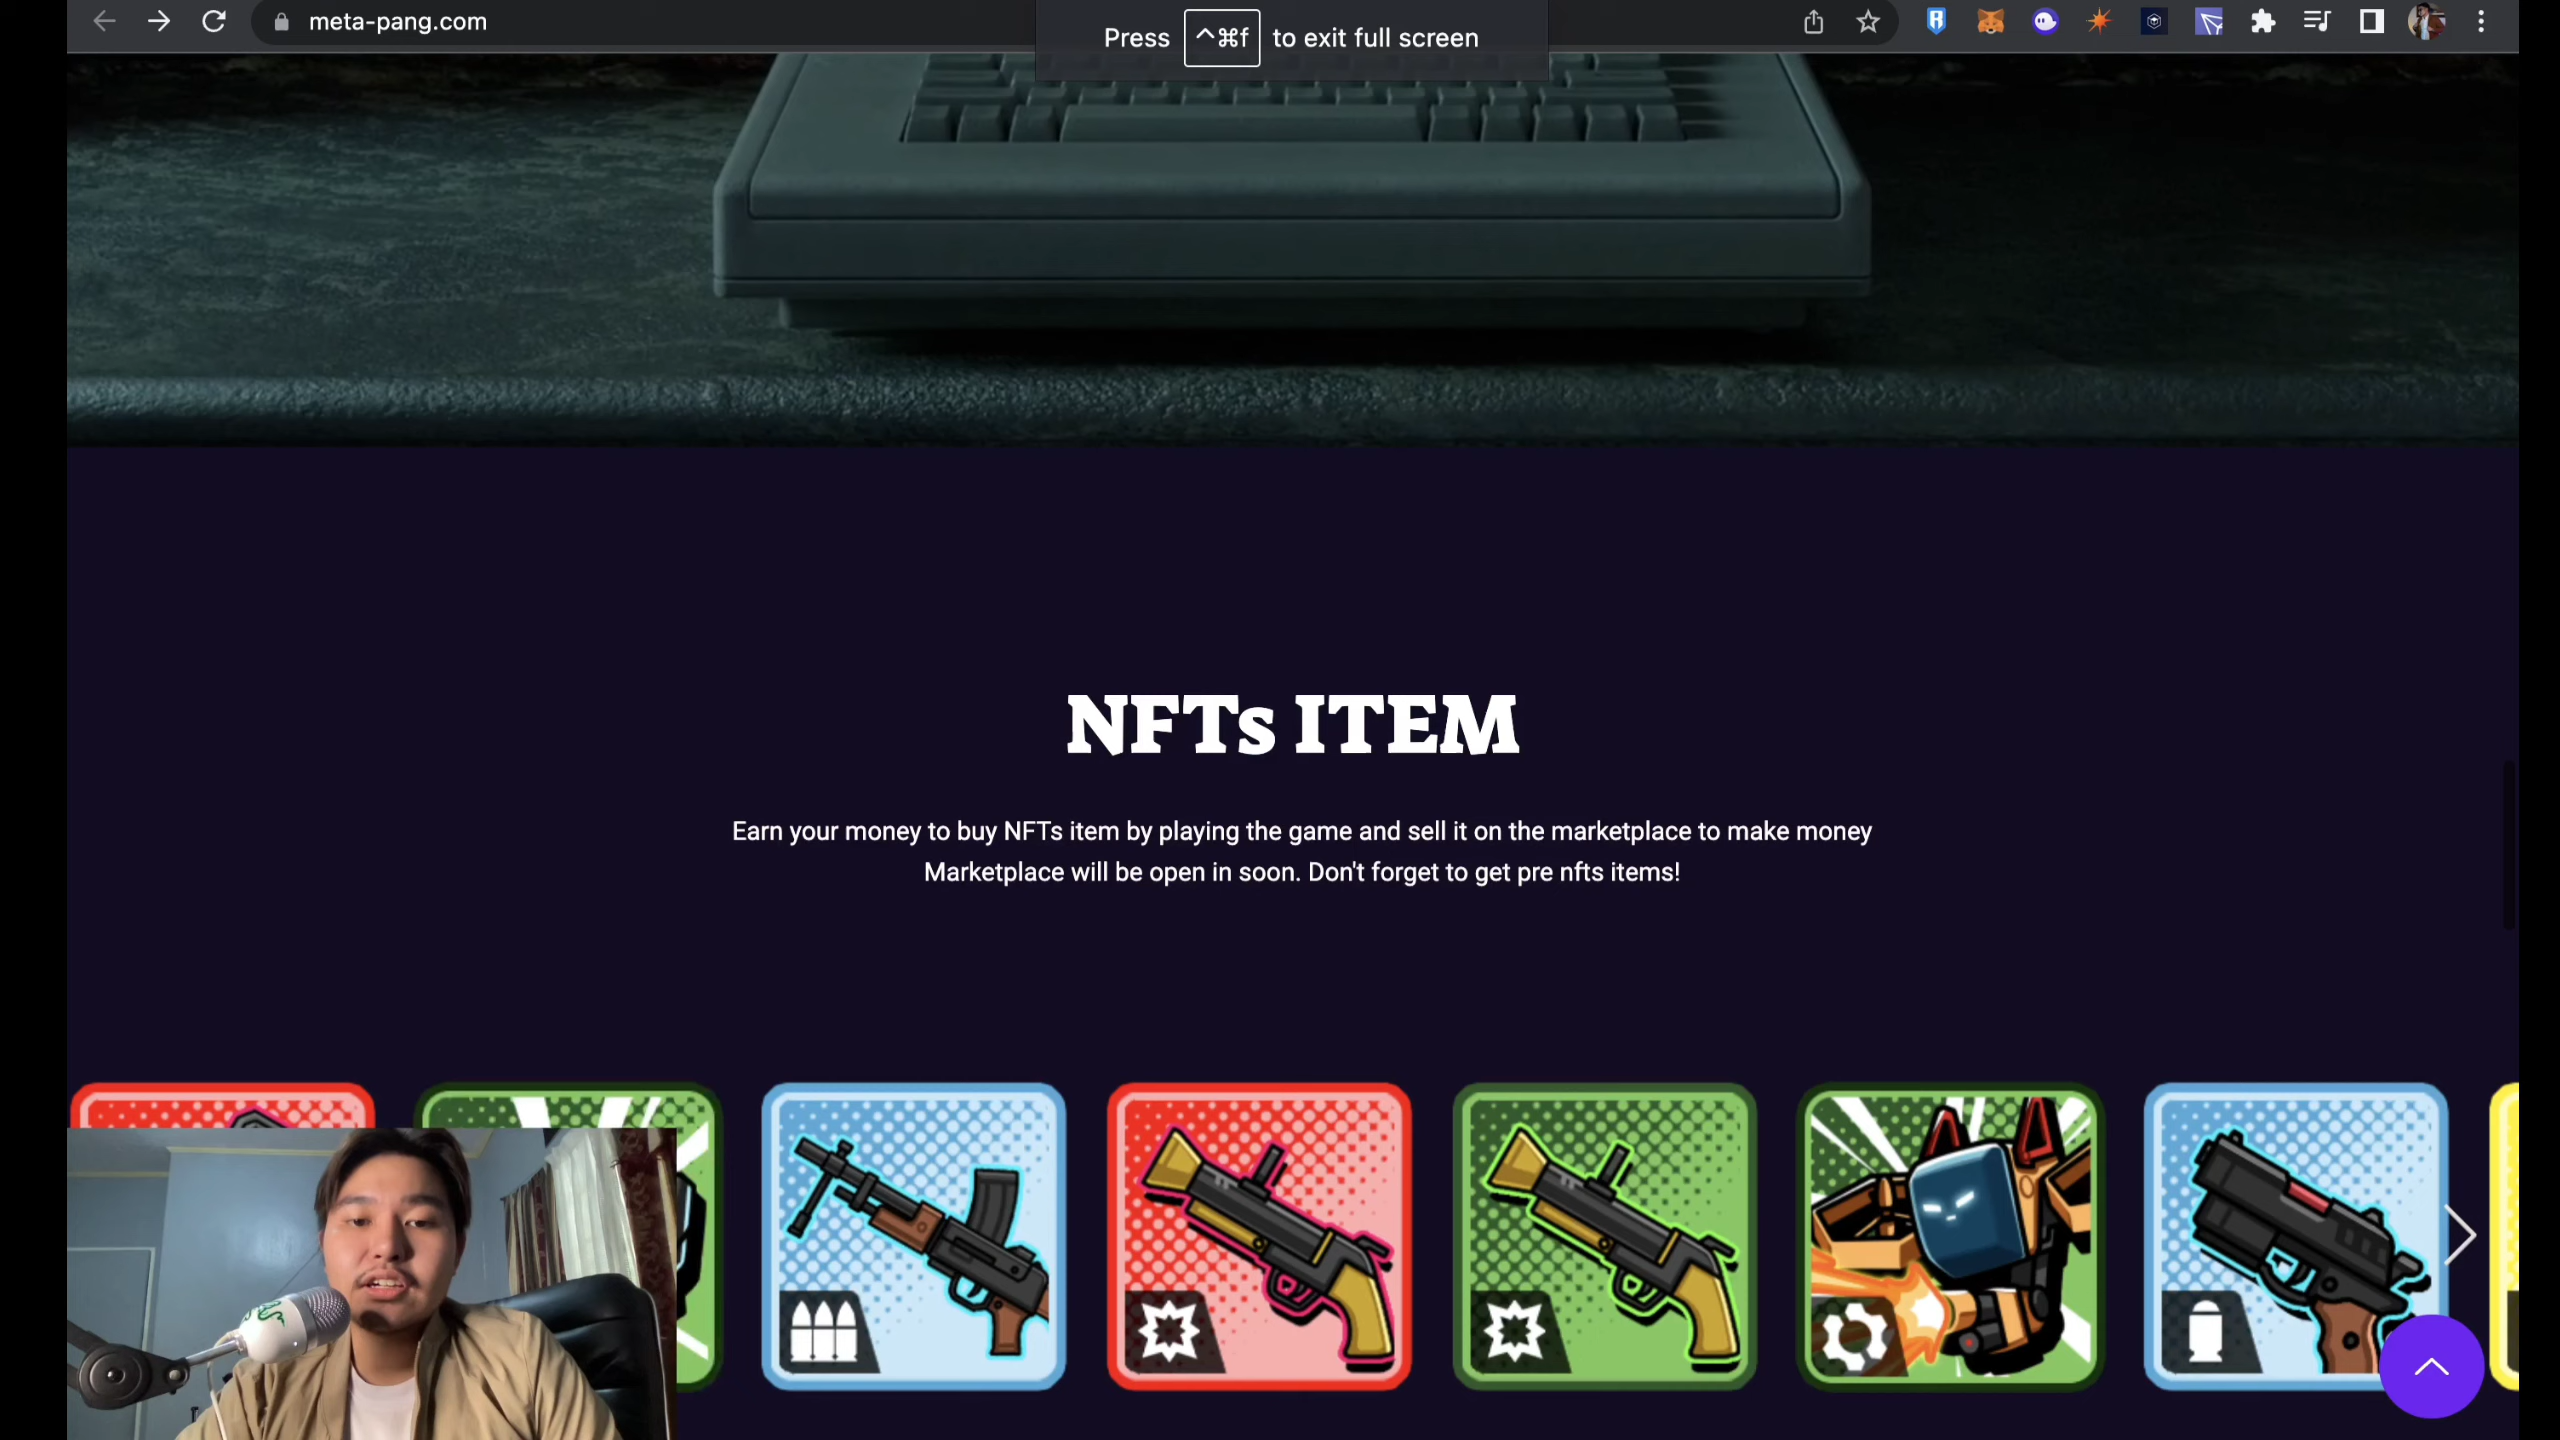 meta-pang.com
Press ^⌘f to exit full screen
NFTs ITEM
Earn your money to buy NFTs item by playing the game and sell it on the marketplace to make money
Marketplace will be open in soon. Don't forget to get pre nfts items!